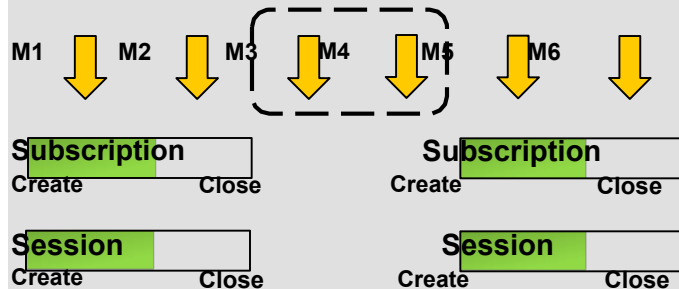 M1 M2 M3 M4 M5 M6
Subscription Subscription
Create Close Create Close
Session Session
Create Close Create Close